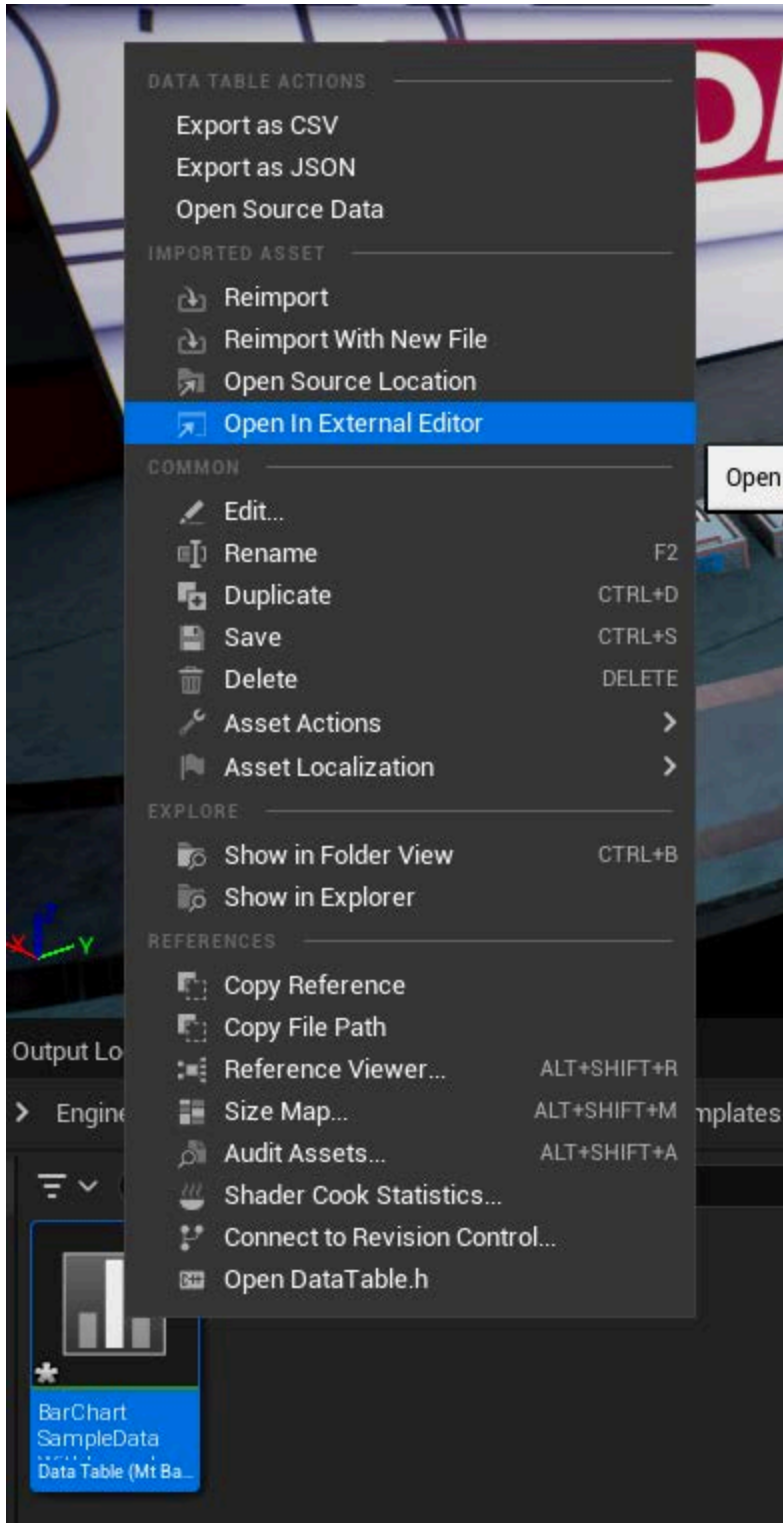 DATA TABLE ACTIONS
Export as CSV
Export as JSON
Open Source Data
IMPORTED ASSET
Reimport
Reimport With New File
Open Source Location
Open In External Editor
Open
COMMON
Edit...
Rename F2
Duplicate CTRL+D
Save CTRL+S
Delete DELETE
Asset Actions
Asset Localization
EXPLORE
Show in Folder View CTRL+B
Show in Explorer
REFERENCES
Copy Reference
Copy File Path
Reference Viewer... ALT+SHIFT+R
Size Map... ALT+SHIFT+M
Audit Assets... ALT+SHIFT+A
Shader Cook Statistics...
Connect to Revision Control...
C++ Open DataTable.h
X Y
Output Lo
Engine
mplates
BarChart
SampleData
Data Table (Mt Ba...